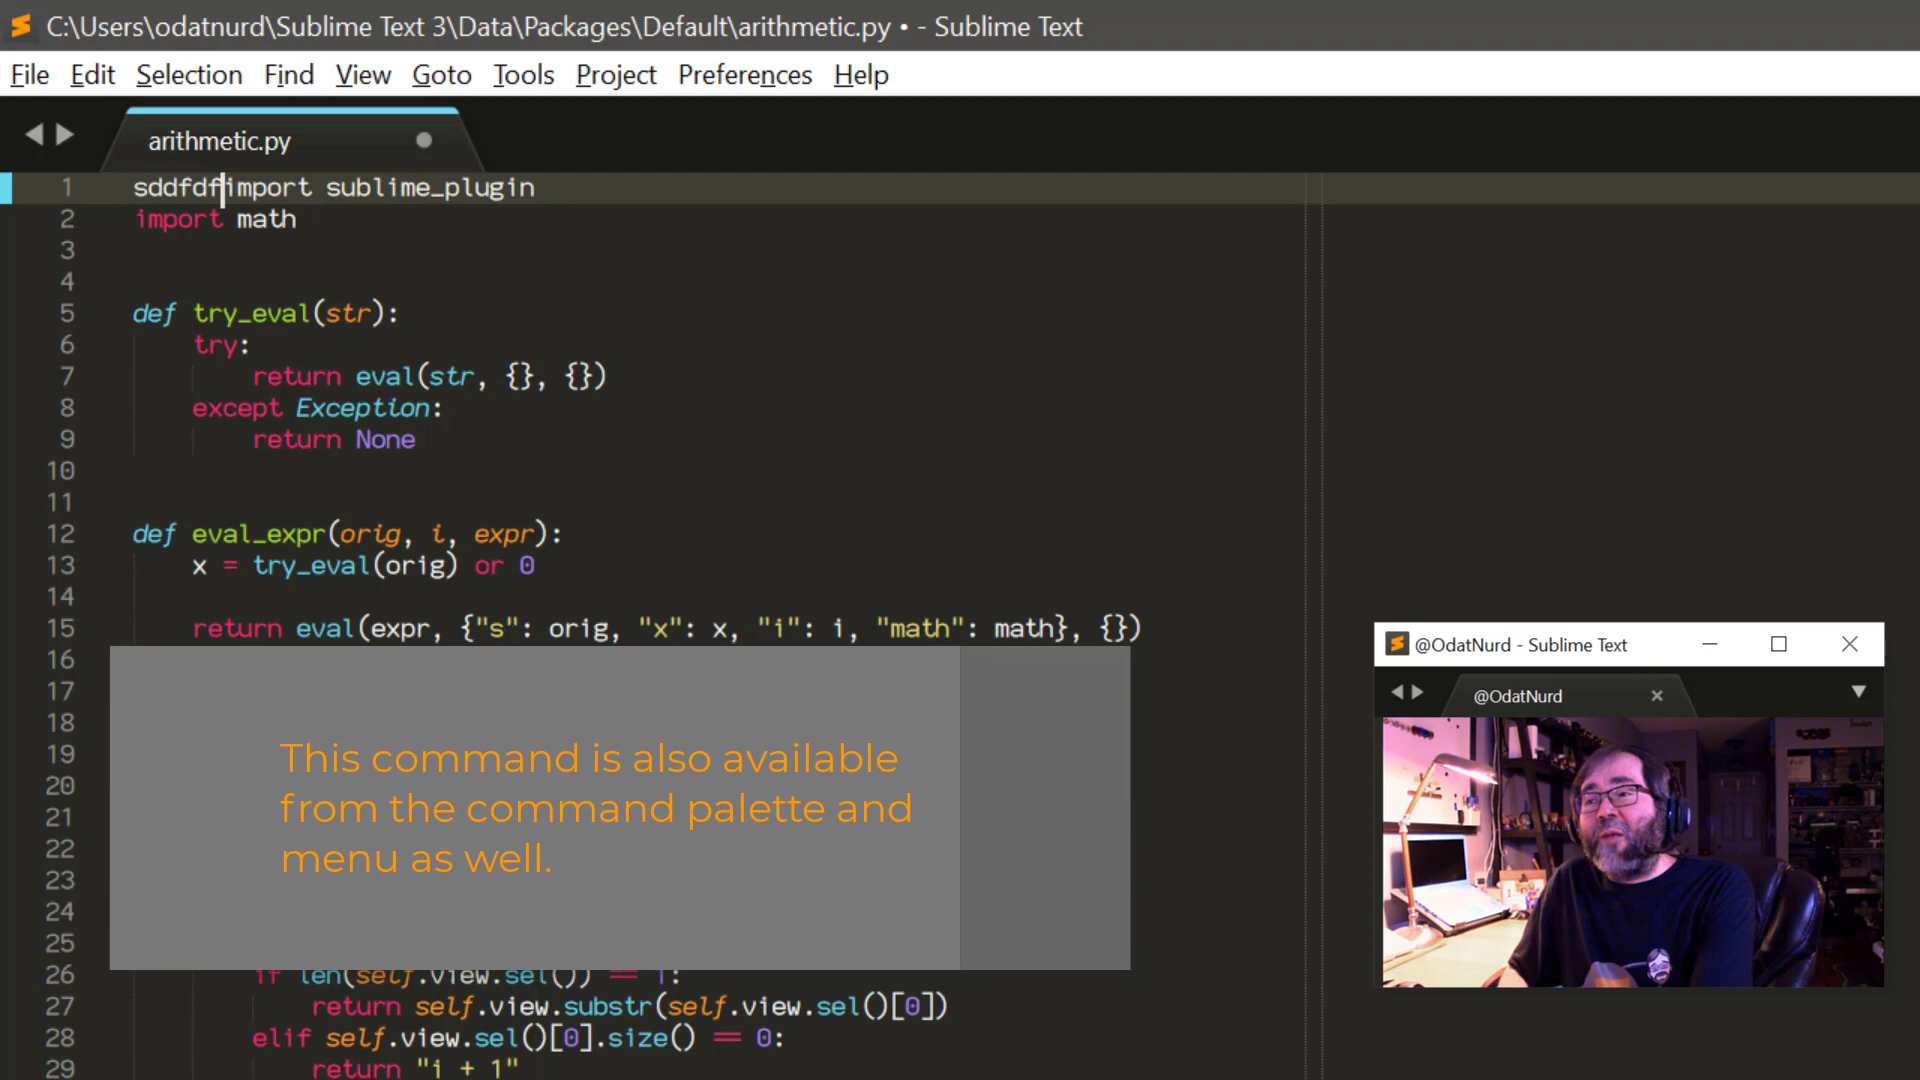 C:\Users\odatnurd\Sublime Text 3\Data\Packages\Default\arithmetic.py • - Sublime Text
File Edit Selection Find View Goto Tools Project Preferences Help
arithmetic.py
1 sddfdfimport sublime_plugin
2 import math
3
4
5 def try_eval(str):
6 try:
7 return eval(str, {}, {})
8 except Exception:
9 return None
10
11
12 def eval_expr(orig, i, expr):
13 x = try_eval(orig) or 0
14
15 return eval(expr, {"s": orig, "x": x, "i": i, "math": math}, {})
16
17
18
19
20
21
22
23
24
25
This command is also available
from the command palette and
menu as well.
26 if len(self.view.sel()) == 1:
27 return self.view.substr(self.view.sel()[0])
28 elif self.view.sel()[0].size() == 0:
29 return "i + 1"
@OdatNurd - Sublime Text
@OdatNurd